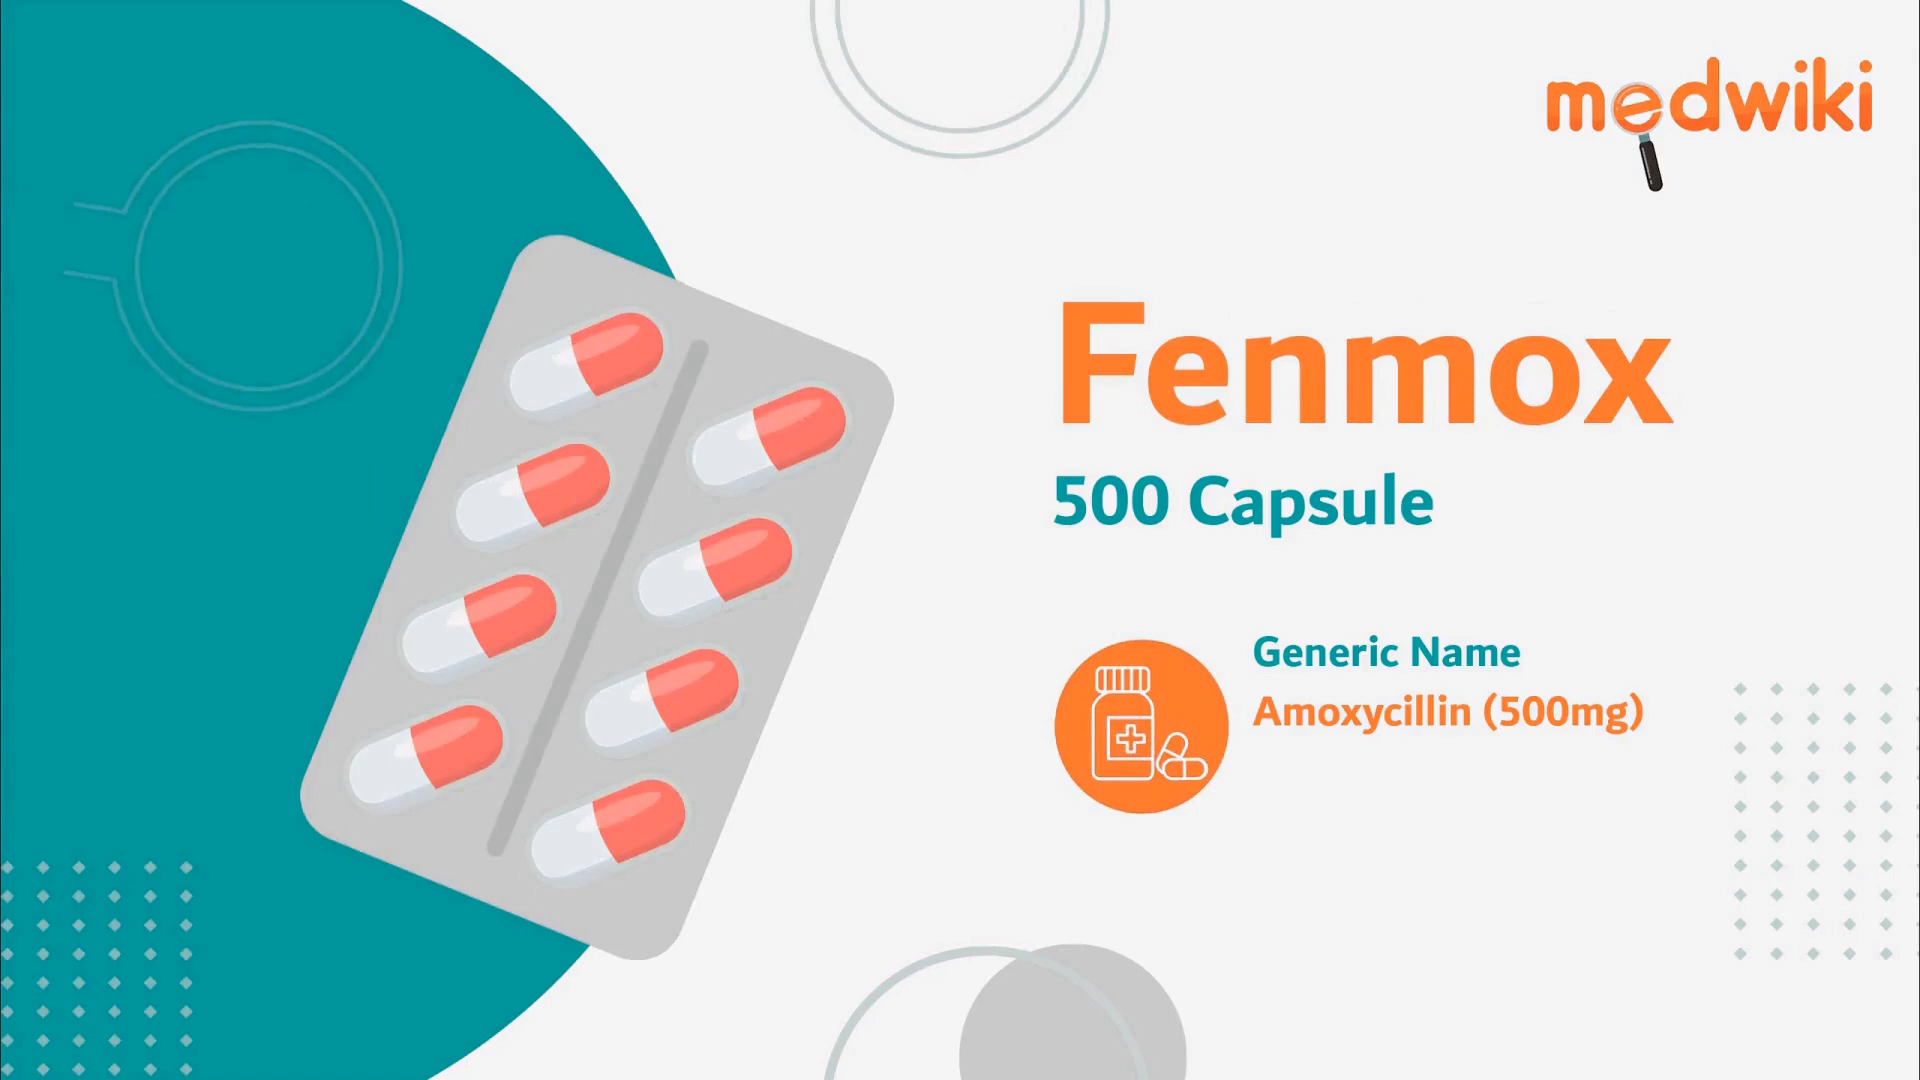 medwiki
Fenmox
500 Capsule
Generic Name
Amoxycillin (500mg)